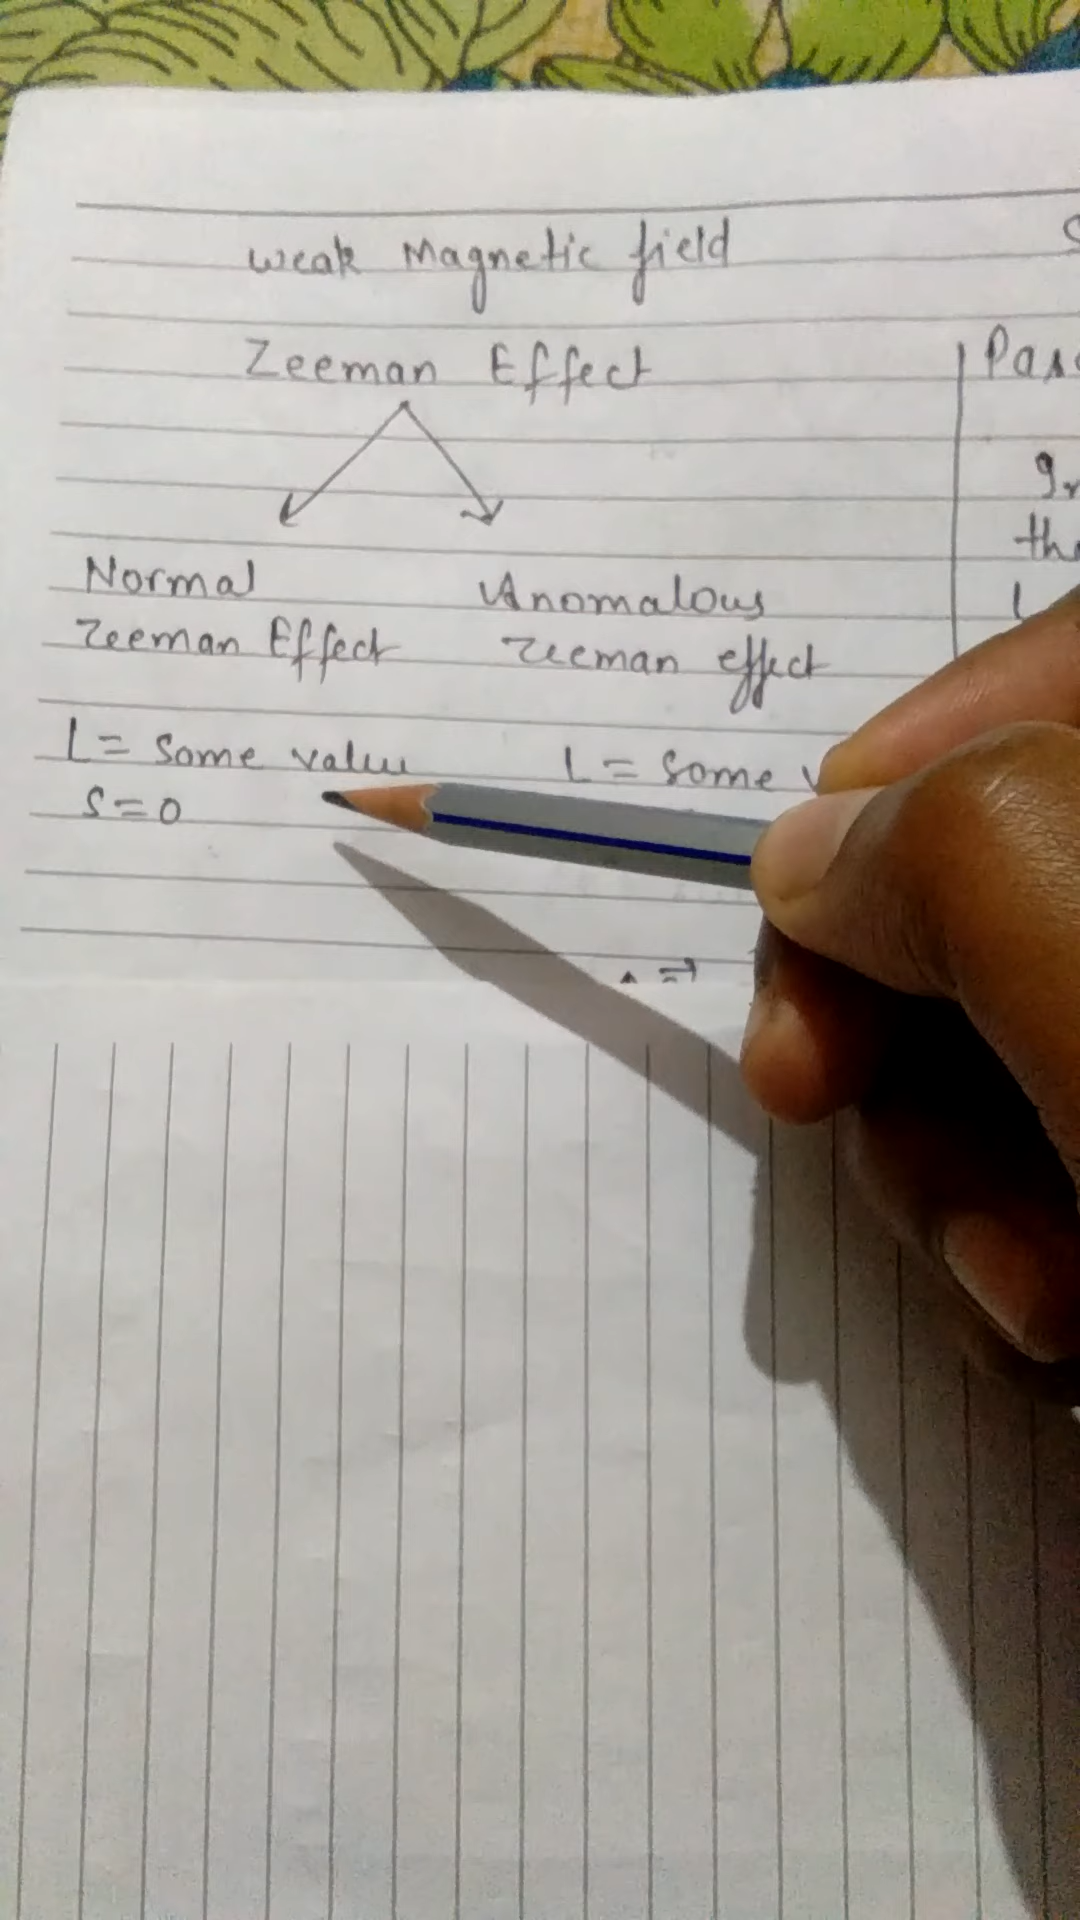 Weak Magnetic field
Zeeman Effect
Normal
Zeeman Effect
L = Some value
S = 0
Anomalous
Zeeman effect
L = Some